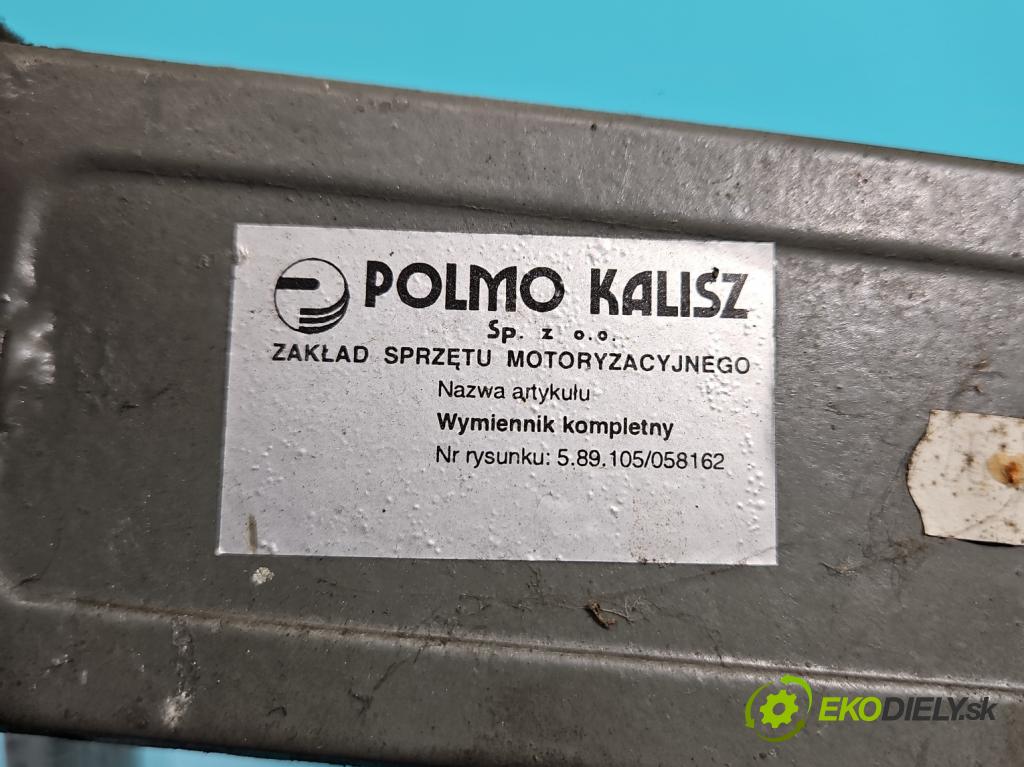 POLMO KALISZ
Sp. z o.o.
ZAKŁAD SPRZĘTU MOTORYZACYJNEGO
Nazwa artykułu
Wymiennik kompletny
Nr rysunku: 5.89.105/058162
EKODIELY.sk